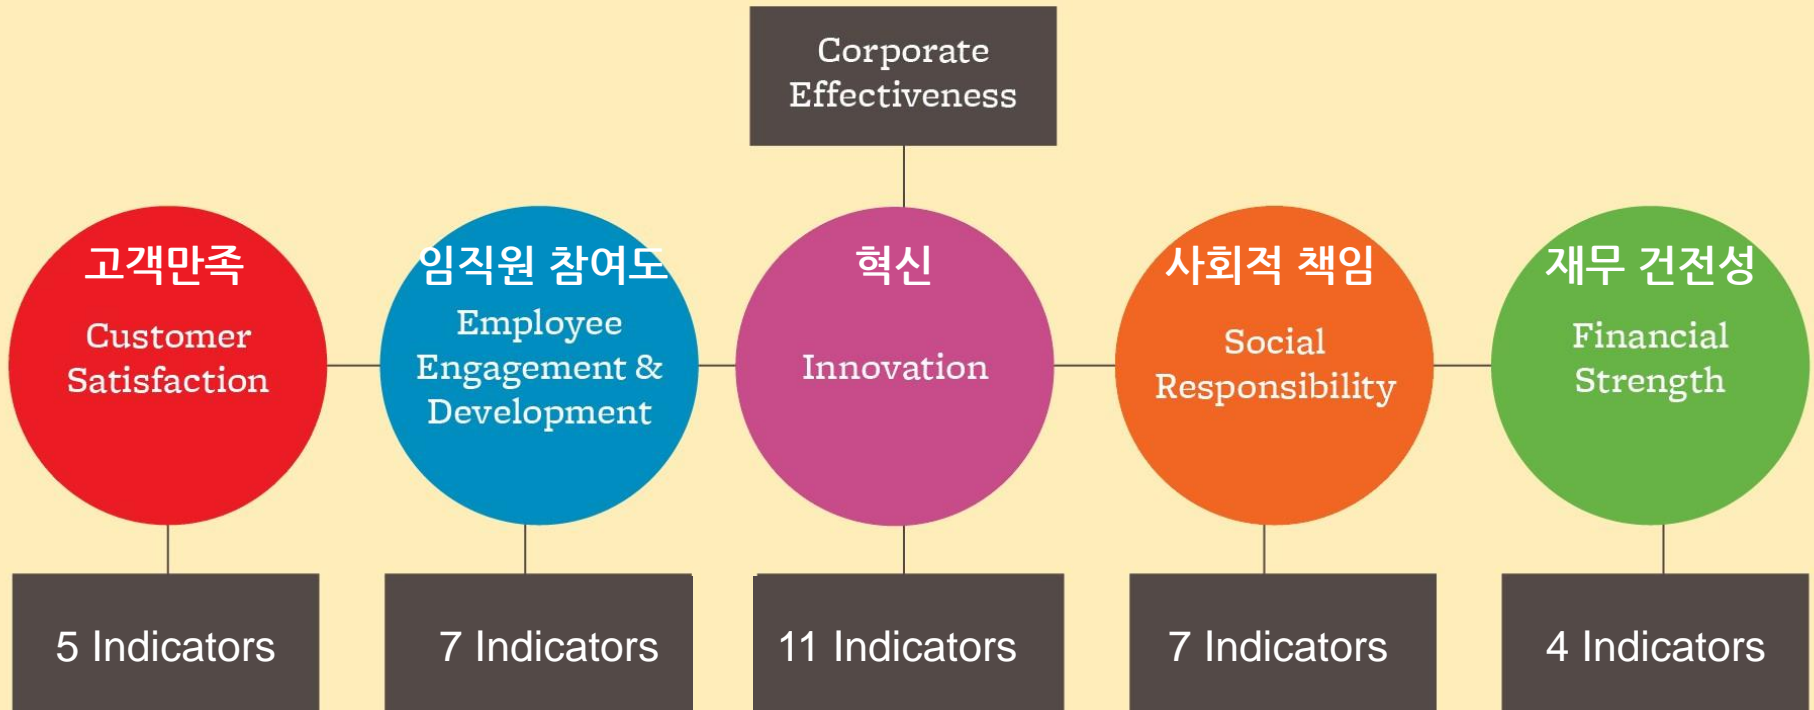 Corporate
Effectiveness
고객만족
Customer
Satisfaction
임직원 참여도
Employee
Engagement &
Development
혁신
Innovation
사회적 책임
Social
Responsibility
재무 건전성
Financial
Strength
5 Indicators
7 Indicators
11 Indicators
7 Indicators
4 Indicators